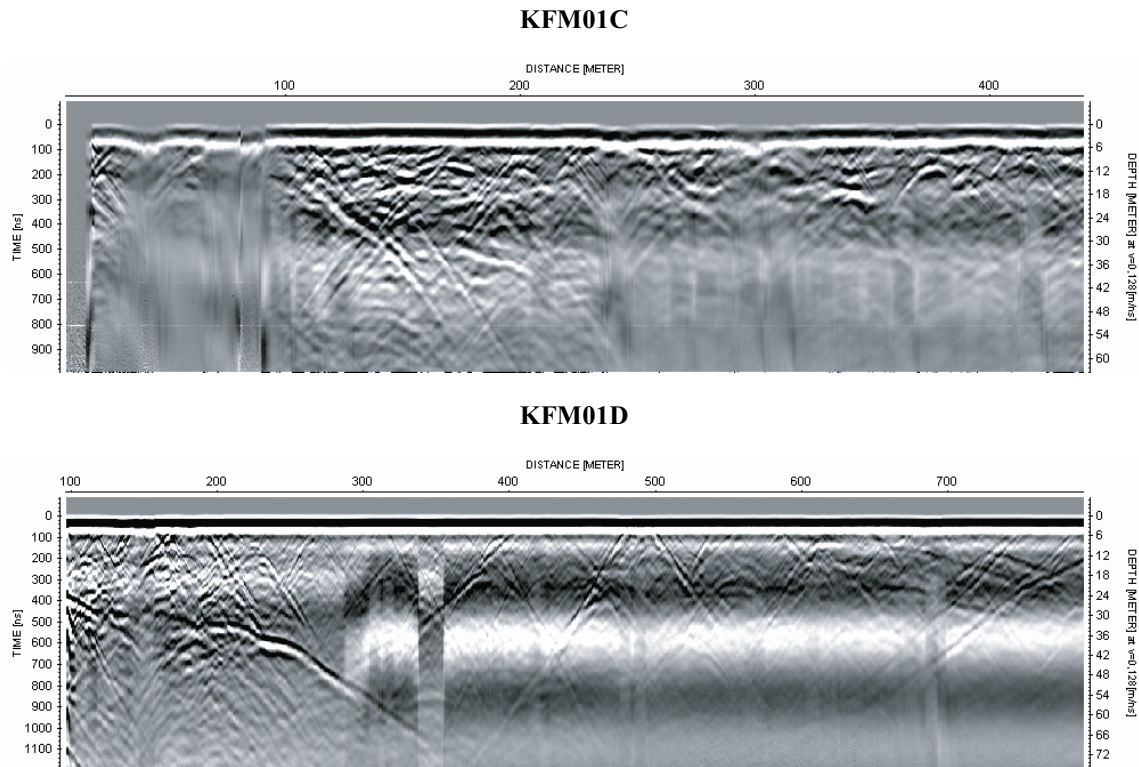 KFM01C
DISTANCE [METER]
100 200 300 400
0 0
100 6
200 12
300 18
400 24
500 30
600 36
700 42
800 48
900 54
60
TIME [ns]
DEPTH [METER] at v=0,128[m/ns]
KFM01D
DISTANCE [METER]
100 200 300 400 500 600 700
0 0
100 6
200 12
300 18
400 24
500 30
600 36
700 42
800 48
900 54
1000 60
1100 66
72
TIME [ns]
DEPTH [METER] at v=0,128[m/ns]